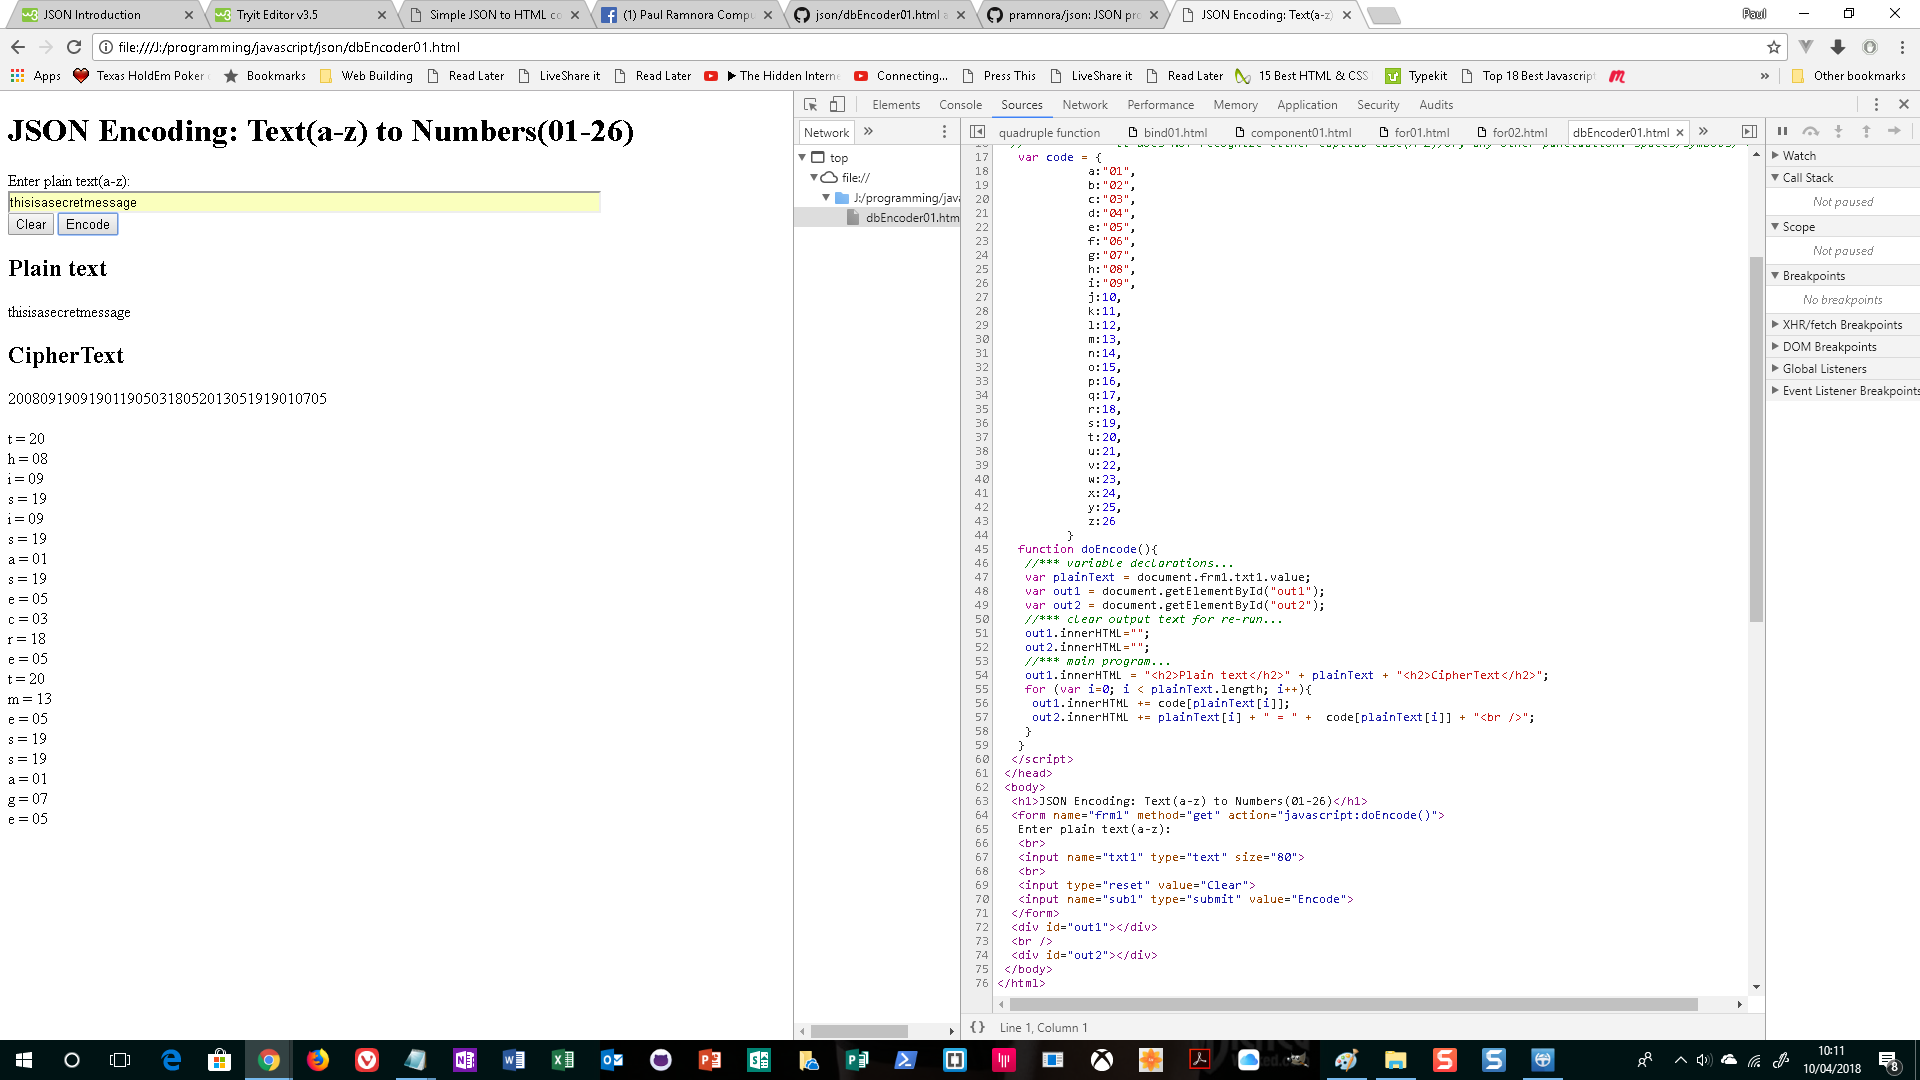 JSON Introduction
Tryit Editor v3.5
Simple JSON to HTML co
(1) Paul Ramnora Compu
json/dbEncoder01.html a
pramnora/json: JSON pro
JSON Encoding: Text(a-z)
Paul
file:///J:/programming/javascript/json/dbEncoder01.html
Apps
Texas HoldEm Poker
Bookmarks
Web Building
Read Later
LiveShare it
Read Later
► The Hidden Intern
Connecting...
Press This
LiveShare it
Read Later
15 Best HTML & CSS
Typekit
Top 18 Best Javascrip
»
Other bookmarks
JSON Encoding: Text(a-z) to Numbers(01-26)
Enter plain text(a-z):
thisisasecretmessage
Clear
Encode
Plain text
thisisasecretmessage
CipherText
2008091909190119050318052013051919010705
t = 20
h = 08
i = 09
s = 19
i = 09
s = 19
a = 01
s = 19
e = 05
c = 03
r = 18
e = 05
t = 20
m = 13
e = 05
s = 19
s = 19
a = 01
g = 07
e = 05
Elements
Console
Sources
Network
Performance
Memory
Application
Security
Audits
Network
»
top
file://
J:/programming/java
dbEncoder01.htm
quadruple function
bind01.html
component01.html
for01.html
for02.html
dbEncoder01.html
»
17 var code = {
18 a:"01",
19 b:"02",
20 c:"03",
21 d:"04",
22 e:"05",
23 f:"06",
24 g:"07",
25 h:"08",
26 i:"09",
27 j:10,
28 k:11,
29 l:12,
30 m:13,
31 n:14,
32 o:15,
33 p:16,
34 q:17,
35 r:18,
36 s:19,
37 t:20,
38 u:21,
39 v:22,
40 w:23,
41 x:24,
42 y:25,
43 z:26
44 }
45 function doEncode(){
46 //*** variable declarations...
47 var plainText = document.frm1.txt1.value;
48 var out1 = document.getElementById("out1");
49 var out2 = document.getElementById("out2");
50 //*** clear output text for re-run...
51 out1.innerHTML="";
52 out2.innerHTML="";
53 //*** main program...
54 out1.innerHTML = "<h2>Plain text</h2>" + plainText + "<h2>CipherText</h2>";
55 for (var i=0; i < plainText.length; i++){
56 out1.innerHTML += code[plainText[i]];
57 out2.innerHTML += plainText[i] + " = " + code[plainText[i]] + "<br />";
58 }
59 }
60 </script>
61 </head>
62 <body>
63 <h1>JSON Encoding: Text(a-z) to Numbers(01-26)</h1>
64 <form name="frm1" method="get" action="javascript:doEncode()">
65 Enter plain text(a-z):
66 <br>
67 <input name="txt1" type="text" size="80">
68 <br>
69 <input type="reset" value="Clear">
70 <input name="sub1" type="submit" value="Encode">
71 </form>
72 <div id="out1"></div>
73 <br />
74 <div id="out2"></div>
75 </body>
76 </html>
{} Line 1, Column 1
Watch
Call Stack
Not paused
Scope
Not paused
Breakpoints
No breakpoints
XHR/fetch Breakpoints
DOM Breakpoints
Global Listeners
Event Listener Breakpoints
10:11
10/04/2018
8